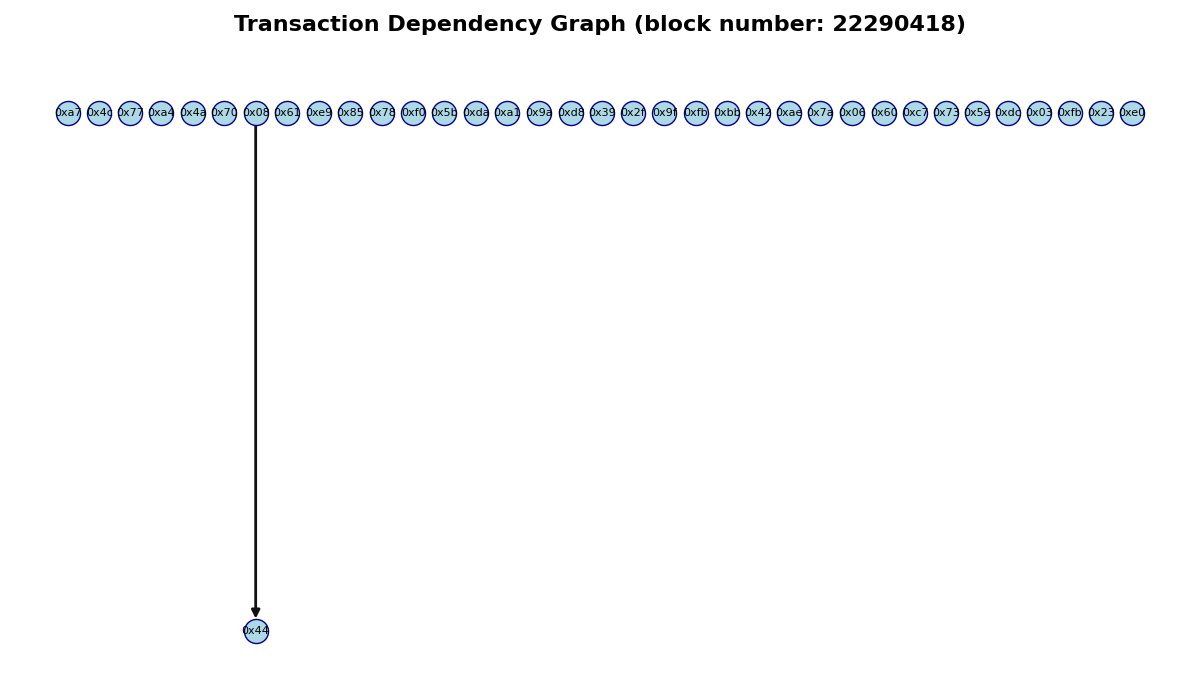 Transaction Dependency Graph (block number: 22290418)
0xa7 0x4c 0x77 0xa4 0x4a 0x70 0x08 0x61 0xe9 0x85 0x78 0xf0 0x5b 0xda 0xa1 0x9a 0xd8 0x39 0x2f 0x9f 0xfb 0xbb 0x42 0xae 0x7a 0x06 0x60 0xc7 0x73 0x5e 0xdc 0x03 0xfb 0x23 0xe0
0x44